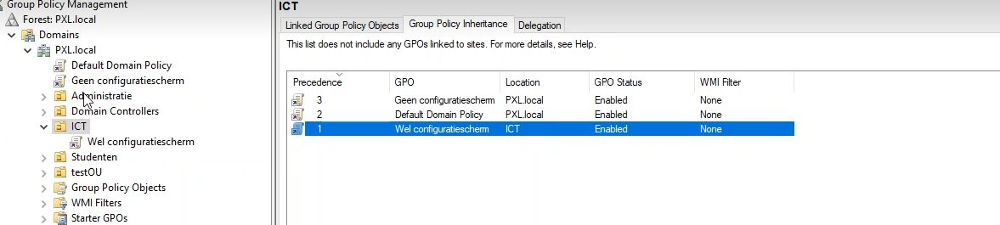 Group Policy Management
Forest: PXL.local
Domains
PXL.local
Default Domain Policy
Geen configuratiescherm
Administratie
Domain Controllers
ICT
Wel configuratiescherm
Studenten
testOU
Group Policy Objects
WMI Filters
Starter GPOs
ICT
Linked Group Policy Objects Group Policy Inheritance Delegation
This list does not include any GPOs linked to sites. For more details, see Help.
Precedence GPO Location GPO Status WMI Filter
3 Geen configuratiescherm PXL.local Enabled None
2 Default Domain Policy PXL.local Enabled None
1 Wel configuratiescherm ICT Enabled None